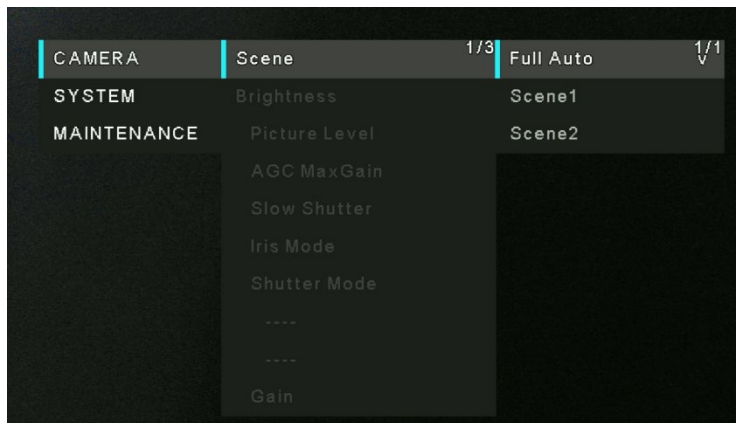 CAMERA
SYSTEM
MAINTENANCE
Scene 1/3
Brightness
Picture Level
AGC MaxGain
Slow Shutter
Iris Mode
Shutter Mode
----
----
Gain
Full Auto 1/1
v
Scene1
Scene2